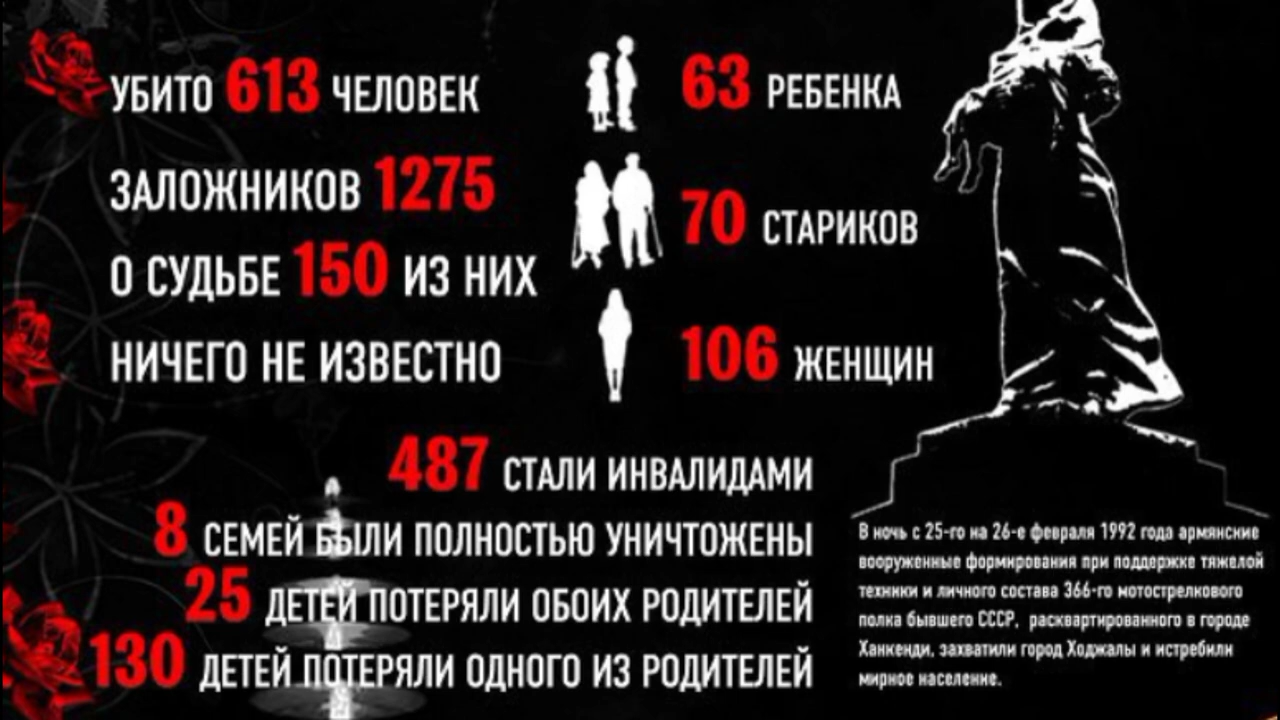 УБИТО 613 ЧЕЛОВЕК
ЗАЛОЖНИКОВ 1275
О СУДЬБЕ 150 ИЗ НИХ
НИЧЕГО НЕ ИЗВЕСТНО
63 РЕБЕНКА
70 СТАРИКОВ
106 ЖЕНЩИН
487 СТАЛИ ИНВАЛИДАМИ
8 СЕМЕЙ БЫЛИ ПОЛНОСТЬЮ УНИЧТОЖЕНЫ
25 ДЕТЕЙ ПОТЕРЯЛИ ОБОИХ РОДИТЕЛЕЙ
130 ДЕТЕЙ ПОТЕРЯЛИ ОДНОГО ИЗ РОДИТЕЛЕЙ
В ночь с 25-го на 26-е февраля 1992 года армянские
вооруженные формирования при поддержке тяжелой
техники и личного состава 366-го мотострелкового
полка бывшего СССР, расквартированного в городе
Ханкенди, захватили город Ходжалы и истребили
мирное население.